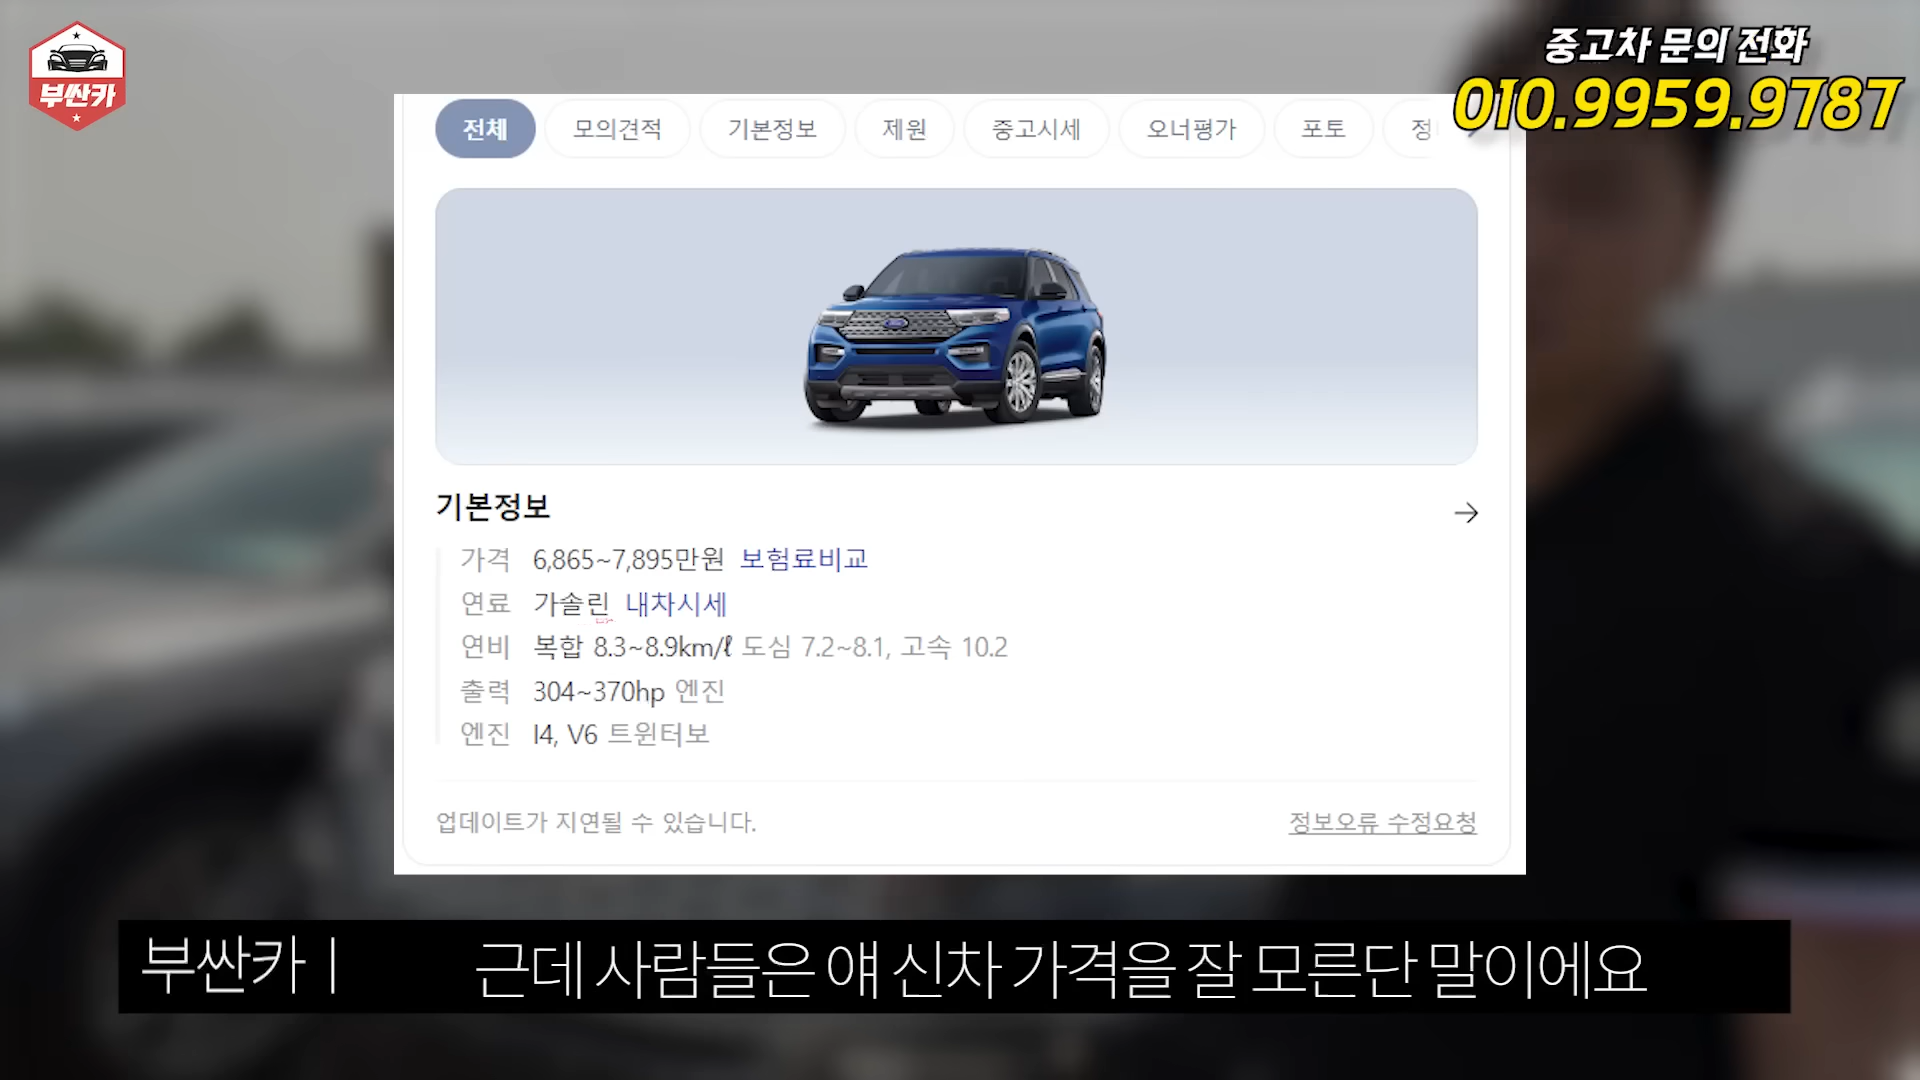 부싼카
중고차 문의 전화
010.9959.9787
전체 모의견적 기본정보 제원 중고시세 오너평가 포토
기본정보
가격 6,865~7,895만원 보험료비교
연료 가솔린 내차시세
연비 복합 8.3~8.9km/ℓ 도심 7.2~8.1, 고속 10.2
출력 304~370hp 엔진
엔진 I4, V6 트윈터보
업데이트가 지연될 수 있습니다. 정보오류 수정요청
부싼카ㅣ 근데 사람들은 얘 신차 가격을 잘 모른단 말이에요